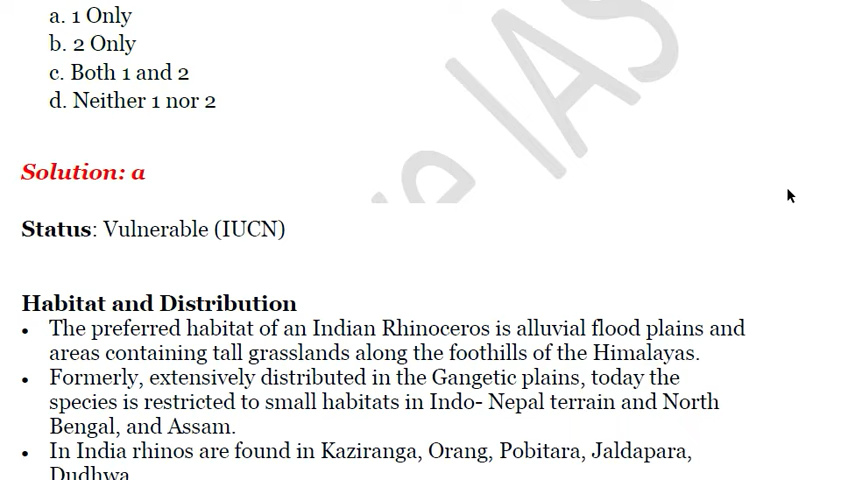 a. 1 Only
b. 2 Only
c. Both 1 and 2
d. Neither 1 nor 2
Solution: a
Status: Vulnerable (IUCN)
Habitat and Distribution
• The preferred habitat of an Indian Rhinoceros is alluvial flood plains and
areas containing tall grasslands along the foothills of the Himalayas.
• Formerly, extensively distributed in the Gangetic plains, today the
species is restricted to small habitats in Indo- Nepal terrain and North
Bengal, and Assam.
• In India rhinos are found in Kaziranga, Orang, Pobitara, Jaldapara,
Dudhwa
IAS